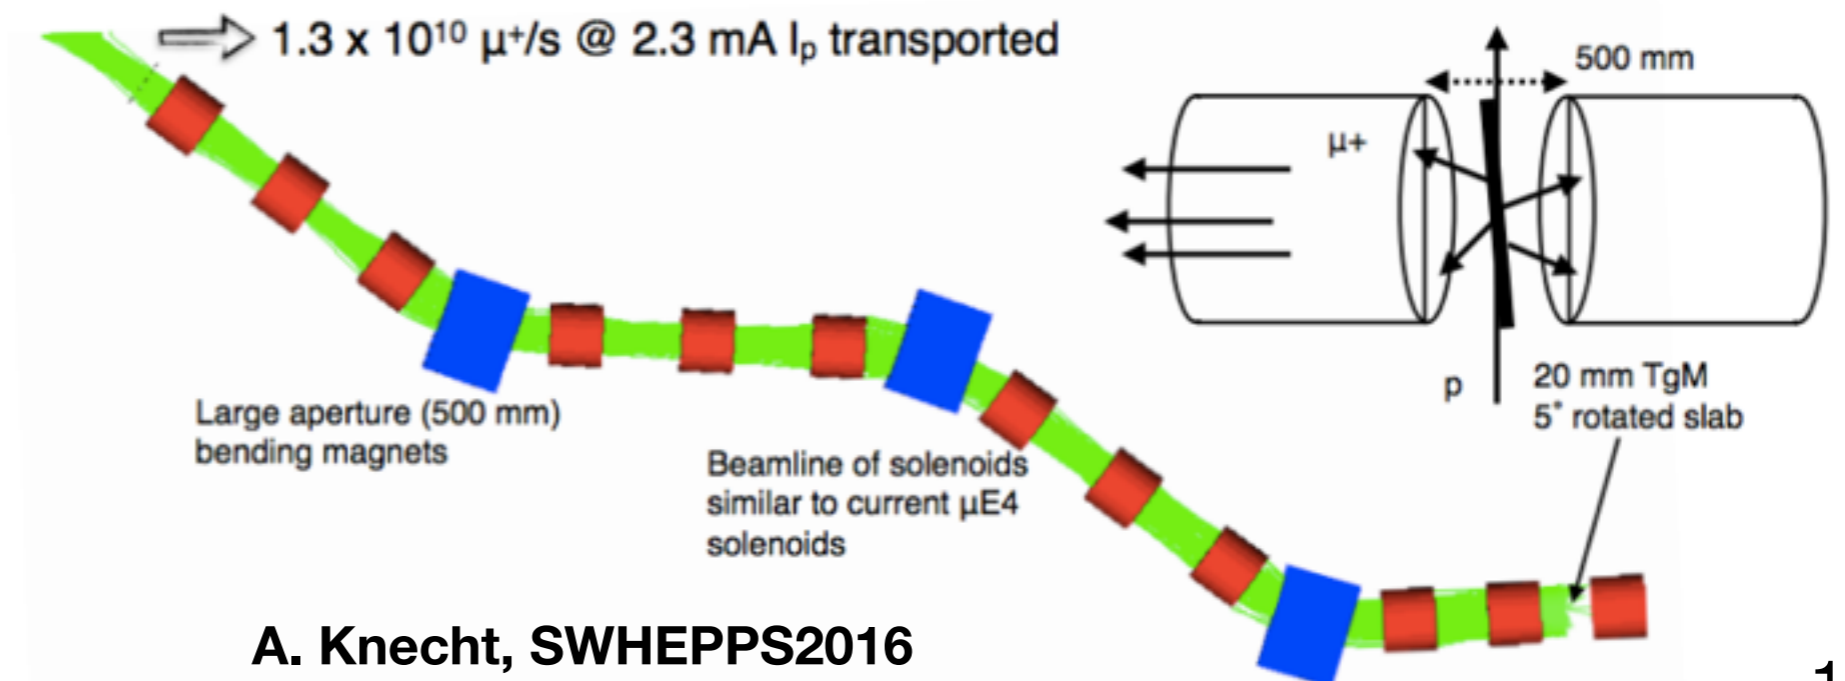 1.3 x 10¹⁰ μ⁺/s @ 2.3 mA Iₚ transported
500 mm
μ+
p
20 mm TgM
5° rotated slab
Large aperture (500 mm)
bending magnets
Beamline of solenoids
similar to current μE4
solenoids
A. Knecht, SWHEPPS2016